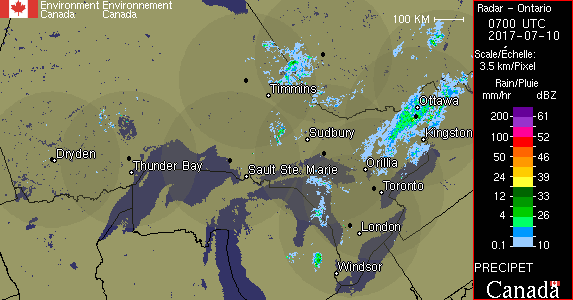 Environment Environnement
Canada Canada
100 KM
Timmins
Ottawa
Sudbury
Kingston
Dryden
Thunder Bay
Sault Ste. Marie
Orillia
Toronto
London
Windsor
Radar - Ontario
0700 UTC
2017-07-10
Scale/Échelle:
3.5 km/Pixel
Rain/Pluie
mm/hr dBZ
200 61
100 56
50 52
50 46
24 39
12 33
4 26
0.1 10
PRECIPET
Canada